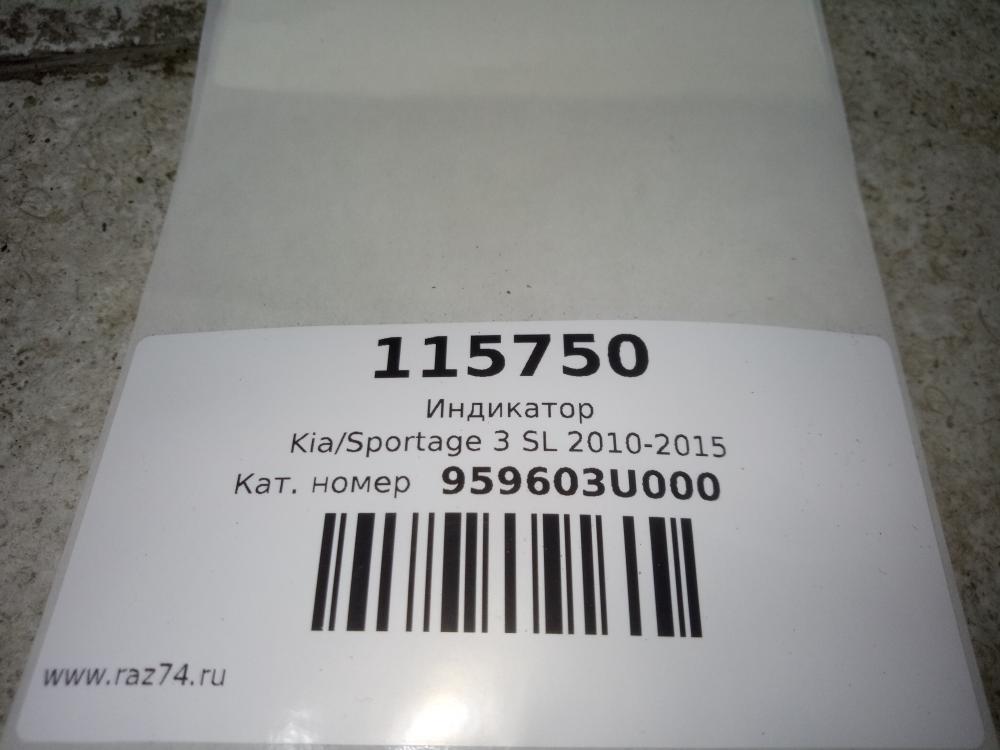 115750
Индикатор
Kia/Sportage 3 SL 2010-2015
Кат. номер 959603U000
www.raz74.ru